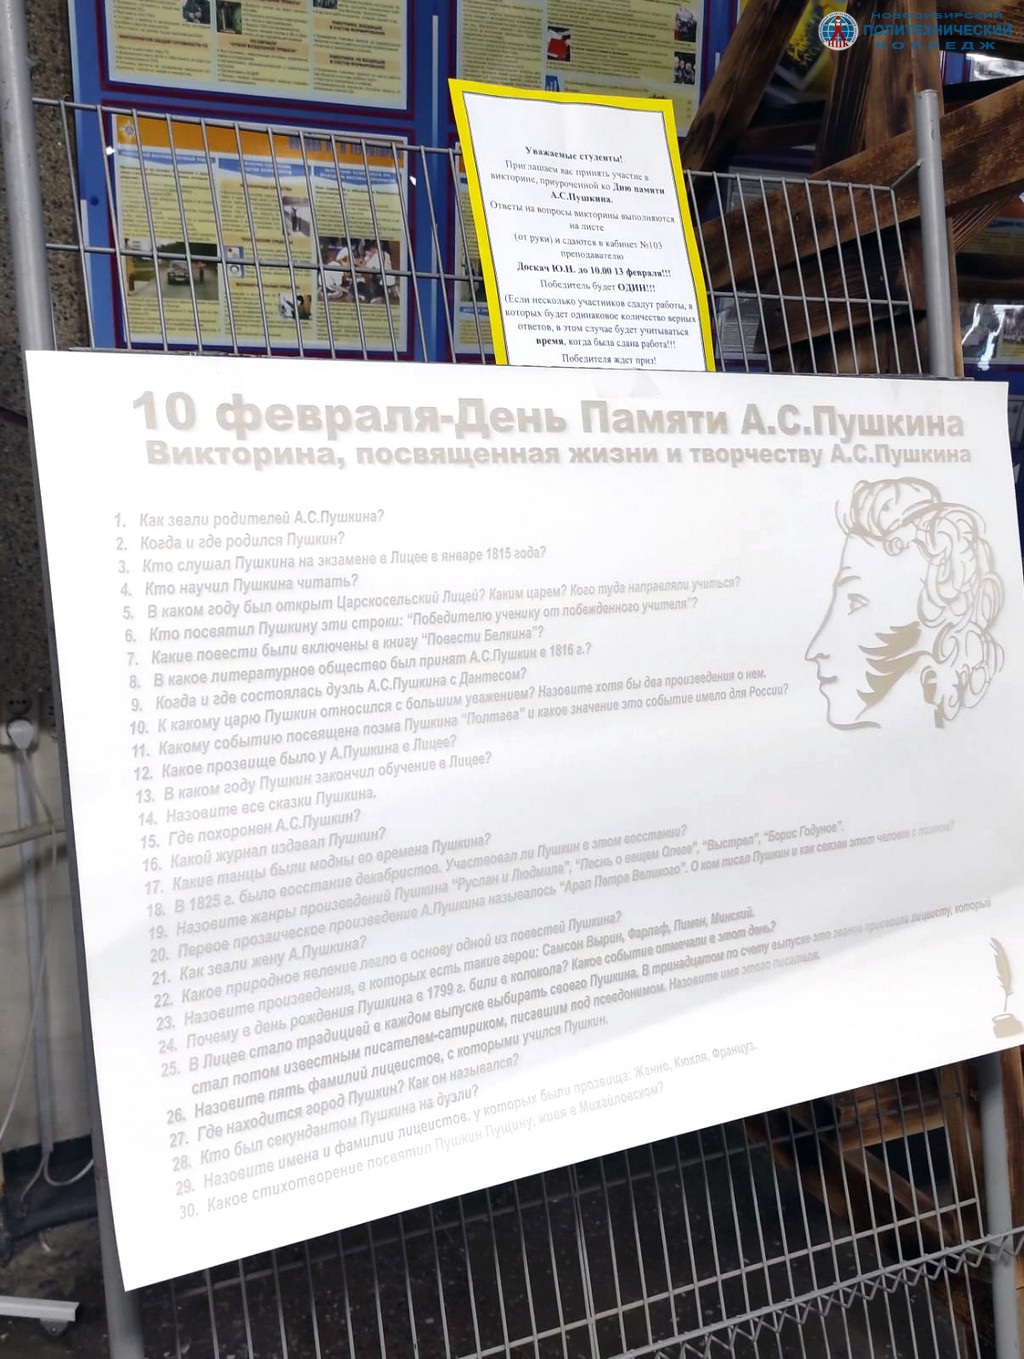 НОВОСИБИРСКИЙ
ПОЛИТЕХНИЧЕСКИЙ
КОЛЛЕДЖ
НПК
Уважаемые студенты!
Приглашаем вас принять участие в
викторине, приуроченной ко Дню памяти
А.С.Пушкина.
Ответы на вопросы викторины выполняются
на листе
(от руки) и сдаются в кабинет №103
преподавателю
Доскач Ю.Н. до 10.00 13 февраля!!!
Победитель будет ОДИН!!!
(Если несколько участников сдадут работы, в
которых будет одинаковое количество верных
ответов, в этом случае будет учитываться
время, когда была сдана работа!!!
Победителя ждет приз!
10 февраля-День Памяти А.С.Пушкина
Викторина, посвященная жизни и творчеству А.С.Пушкина
1. Как звали родителей А.С.Пушкина?
2. Когда и где родился Пушкин?
3. Кто слушал Пушкина на экзамене в Лицее в январе 1815 года?
4. Кто научил Пушкина читать?
5. В каком году был открыт Царскосельский Лицей? Каким царем? Кого туда направляли учиться?
6. Кто посвятил Пушкину эти строки: “Победителю ученику от побежденного учителя”?
7. Какие повести были включены в книгу “Повести Белкина”?
8. В какое литературное общество был принят А.С.Пушкин в 1816 г.?
9. Когда и где состоялась дуэль А.С.Пушкина с Дантесом?
10. К какому царю Пушкин относился с большим уважением? Назовите хотя бы два произведения о нем.
11. Какому событию посвящена поэма Пушкина “Полтава” и какое значение это событие имело для России?
12. Какое прозвище было у А.Пушкина в Лицее?
13. В каком году Пушкин закончил обучение в Лицее?
14. Назовите все сказки Пушкина.
15. Где похоронен А.С.Пушкин?
16. Какой журнал издавал Пушкин?
17. Какие танцы были модны во времена Пушкина?
18. В 1825 г. было восстание декабристов. Участвовал ли Пушкин в этом восстании?
19. Назовите жанры произведений Пушкина “Руслан и Людмила”, “Песнь о вещем Олеге”, “Выстрел”, “Борис Годунов”.
20. Первое прозаическое произведение А.Пушкина называлось “Арап Петра Великого”. О ком писал Пушкин и как связан этот человек с поэтом?
21. Как звали жену А.Пушкина?
22. Какое природное явление легло в основу одной из повестей Пушкина?
23. Назовите произведения, в которых есть такие герои: Самсон Вырин, Фарлаф, Пимен, Минский.
24. Почему в день рождения Пушкина в 1799 г. били в колокола? Какое событие отмечали в этот день?
25. В Лицее стало традицией в каждом выпуске выбирать своего Пушкина. В тринадцатом по счету выпуске это звание присвоили лицеисту, который
стал потом известным писателем-сатириком, писавшим под псевдонимом. Назовите имя этого писателя.
26. Назовите пять фамилий лицеистов, с которыми учился Пушкин.
27. Где находится город Пушкин? Как он назывался?
28. Кто был секундантом Пушкина на дуэли?
29. Назовите имена и фамилии лицеистов, у которых были прозвища: Жанно, Кюхля, Француз.
30. Какое стихотворение посвятил Пушкин Пущину, живя в Михайловском?